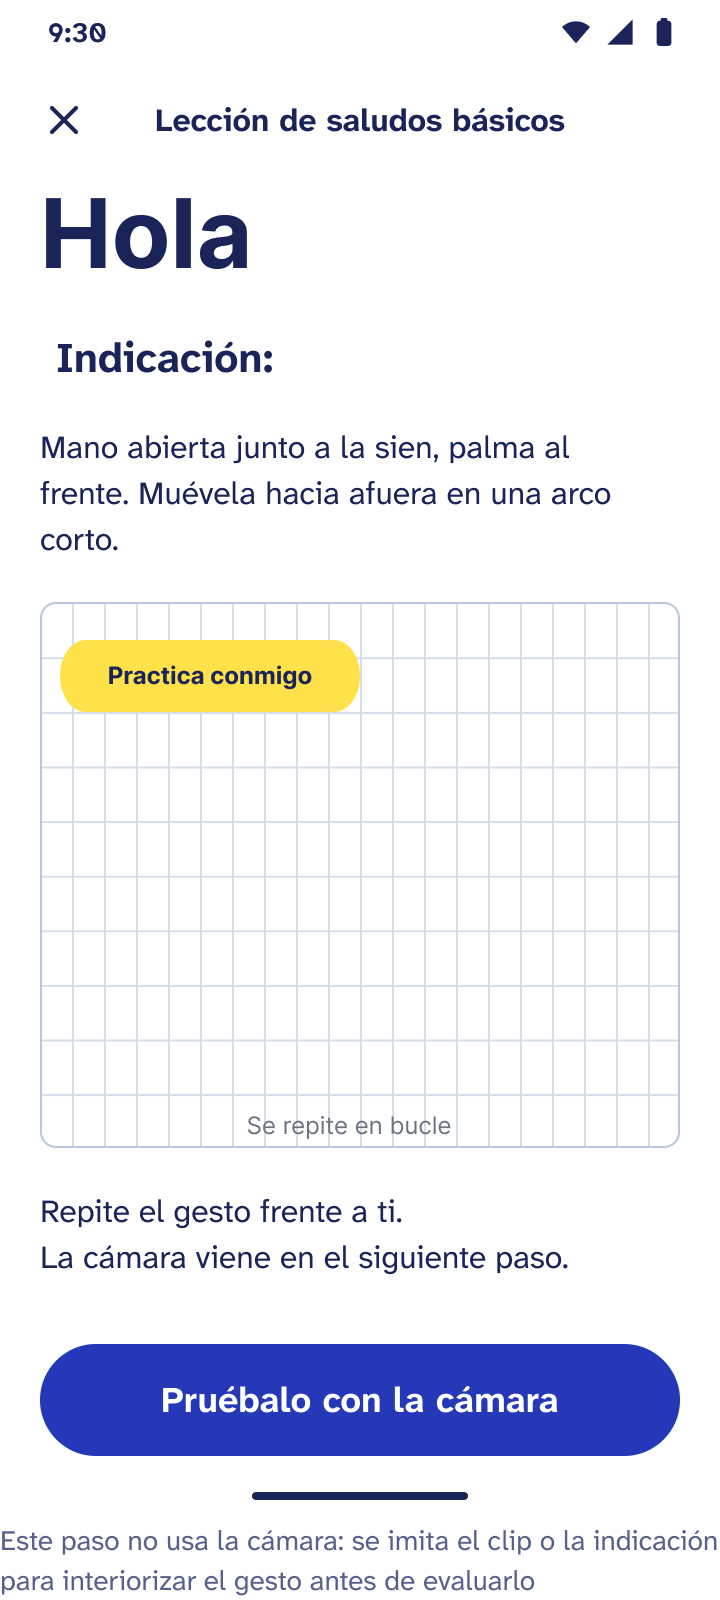 9:30
Lección de saludos básicos
Hola
Indicación:
Mano abierta junto a la sien, palma al
frente. Muévela hacia afuera en una arco
corto.
Practica conmigo
Se repite en bucle
Repite el gesto frente a ti.
La cámara viene en el siguiente paso.
Pruébalo con la cámara
Este paso no usa la cámara: se imita el clip o la indicación
para interiorizar el gesto antes de evaluarlo